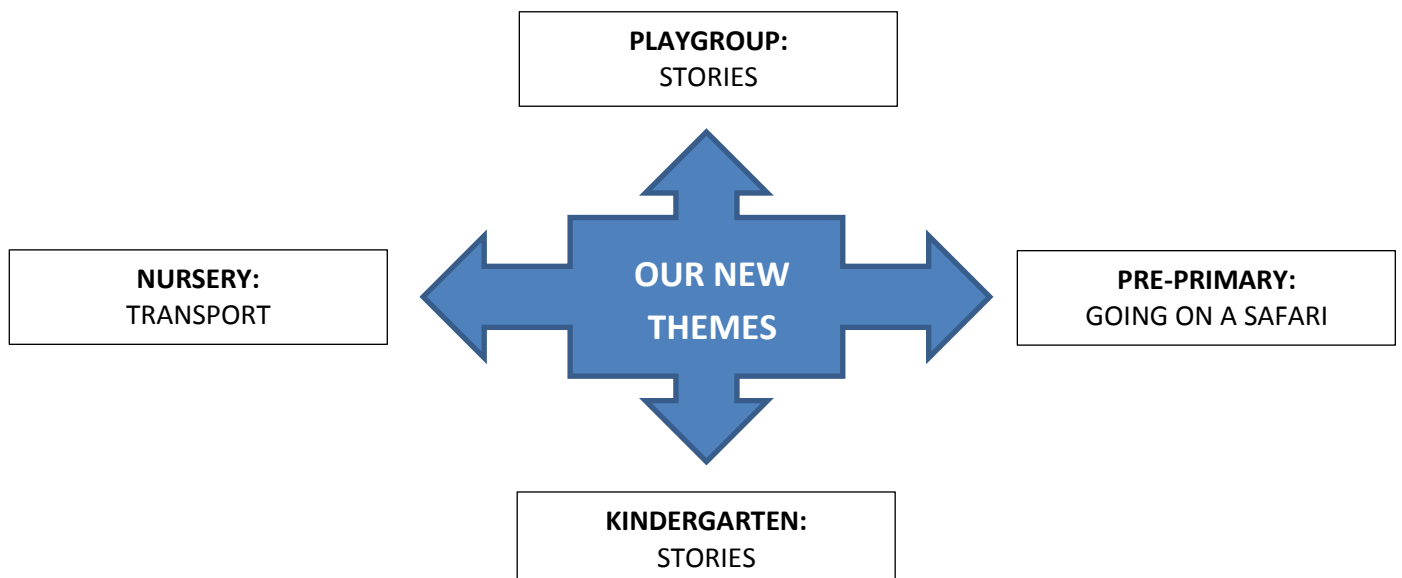 PLAYGROUP:
STORIES
NURSERY:
TRANSPORT
OUR NEW
THEMES
PRE-PRIMARY:
GOING ON A SAFARI
KINDERGARTEN:
STORIES